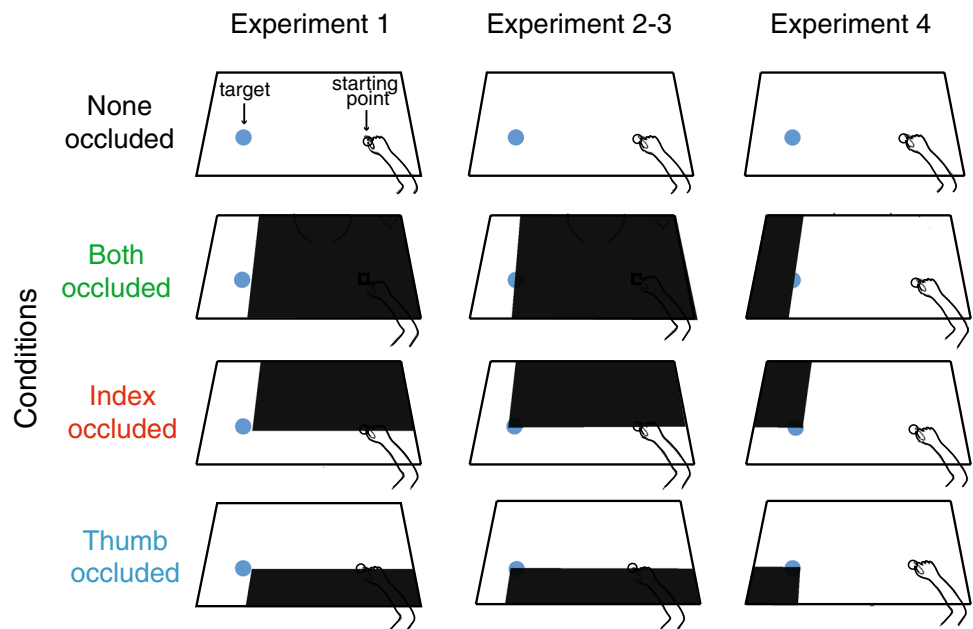 Experiment 1
Experiment 2-3
Experiment 4
Conditions
None
occluded
target
starting
point
Both
occluded
Index
occluded
Thumb
occluded